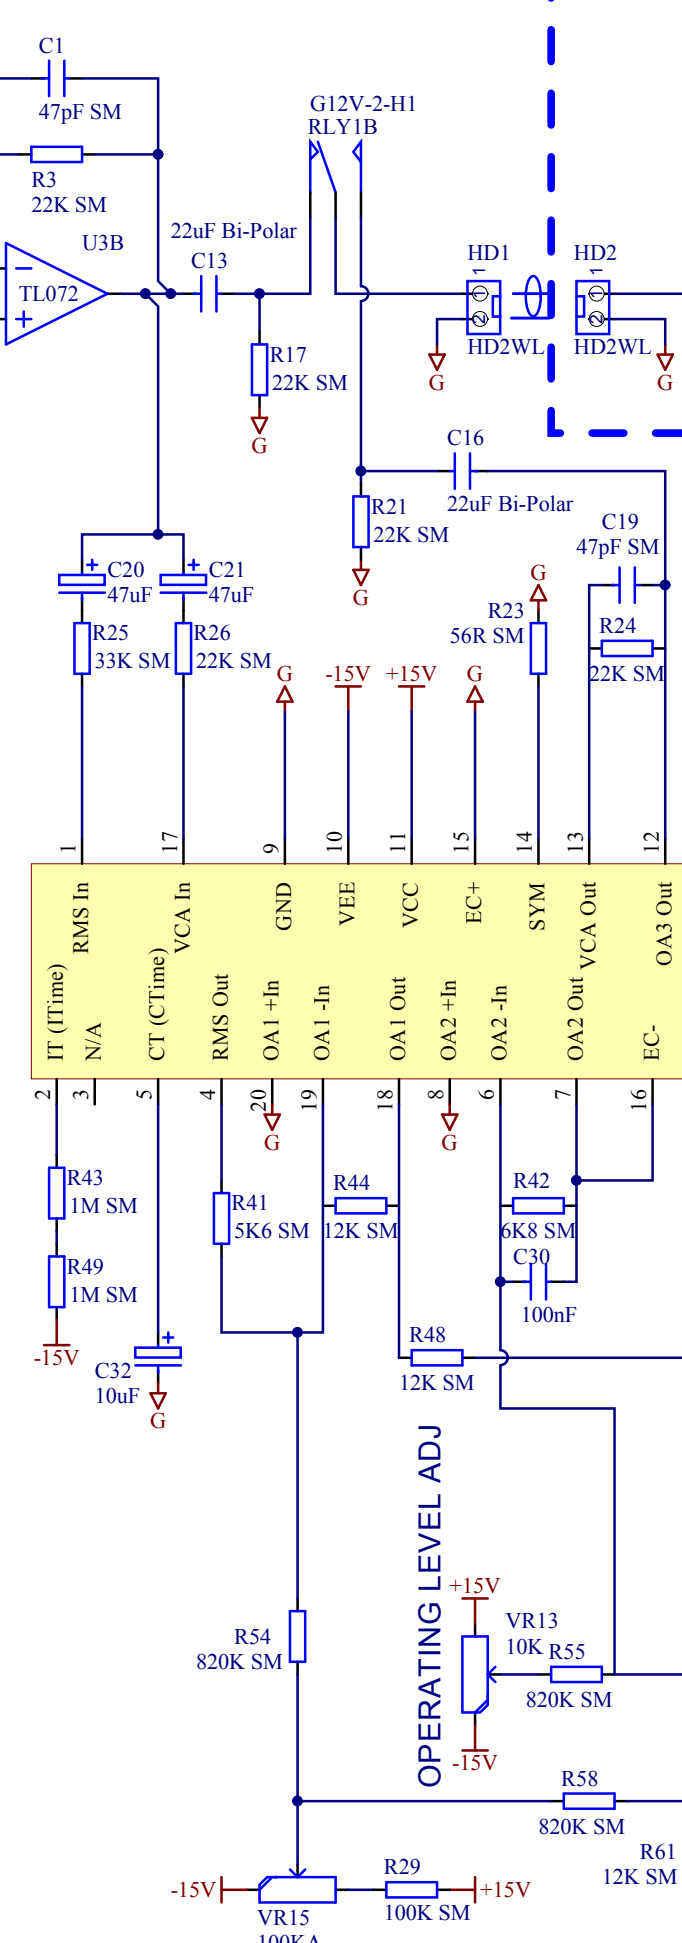 C1
47pF SM
G12V-2-H1
RLY1B
R3
22K SM
U3B
22uF Bi-Polar
C13
TL072
HD1
HD2
1
1
1
2
1
2
HD2WL
HD2WL
R17
22K SM
G
G
G
C16
22uF Bi-Polar
R21
22K SM
C19
47pF SM
C20
47uF
C21
47uF
G
G
R23
56R SM
R24
22K SM
R25
33K SM
R26
22K SM
G
-15V
+15V
G
1
17
9
10
11
15
14
13
12
RMS In
VCA In
GND
VEE
VCC
EC+
SYM
VCA Out
OA3 Out
IT (ITime)
N/A
CT (CTime)
RMS Out
OA1 +In
OA1 -In
OA1 Out
OA2 +In
OA2 -In
OA2 Out
EC-
2
3
5
4
20
19
18
8
6
7
16
G
G
R43
1M SM
R41
5K6 SM
R44
12K SM
R42
6K8 SM
C30
100nF
R49
1M SM
-15V
C32
10uF
G
R48
12K SM
OPERATING LEVEL ADJ
+15V
VR13
10K
R55
820K SM
R54
820K SM
-15V
R58
820K SM
R61
12K SM
-15V
R29
100K SM
+15V
VR15
100KA